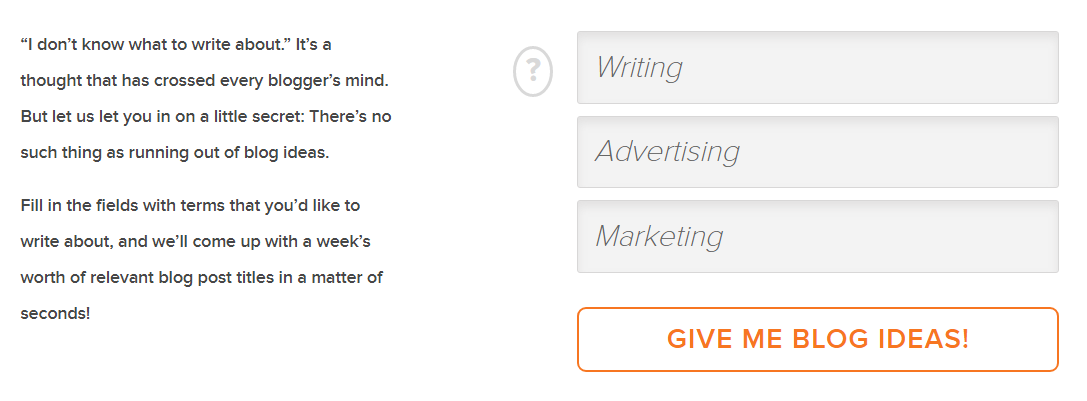 “I don’t know what to write about.” It’s a
thought that has crossed every blogger’s mind.
But let us let you in on a little secret: There’s no
such thing as running out of blog ideas.
Fill in the fields with terms that you’d like to
write about, and we’ll come up with a week’s
worth of relevant blog post titles in a matter of
seconds!
?
Writing
Advertising
Marketing
GIVE ME BLOG IDEAS!